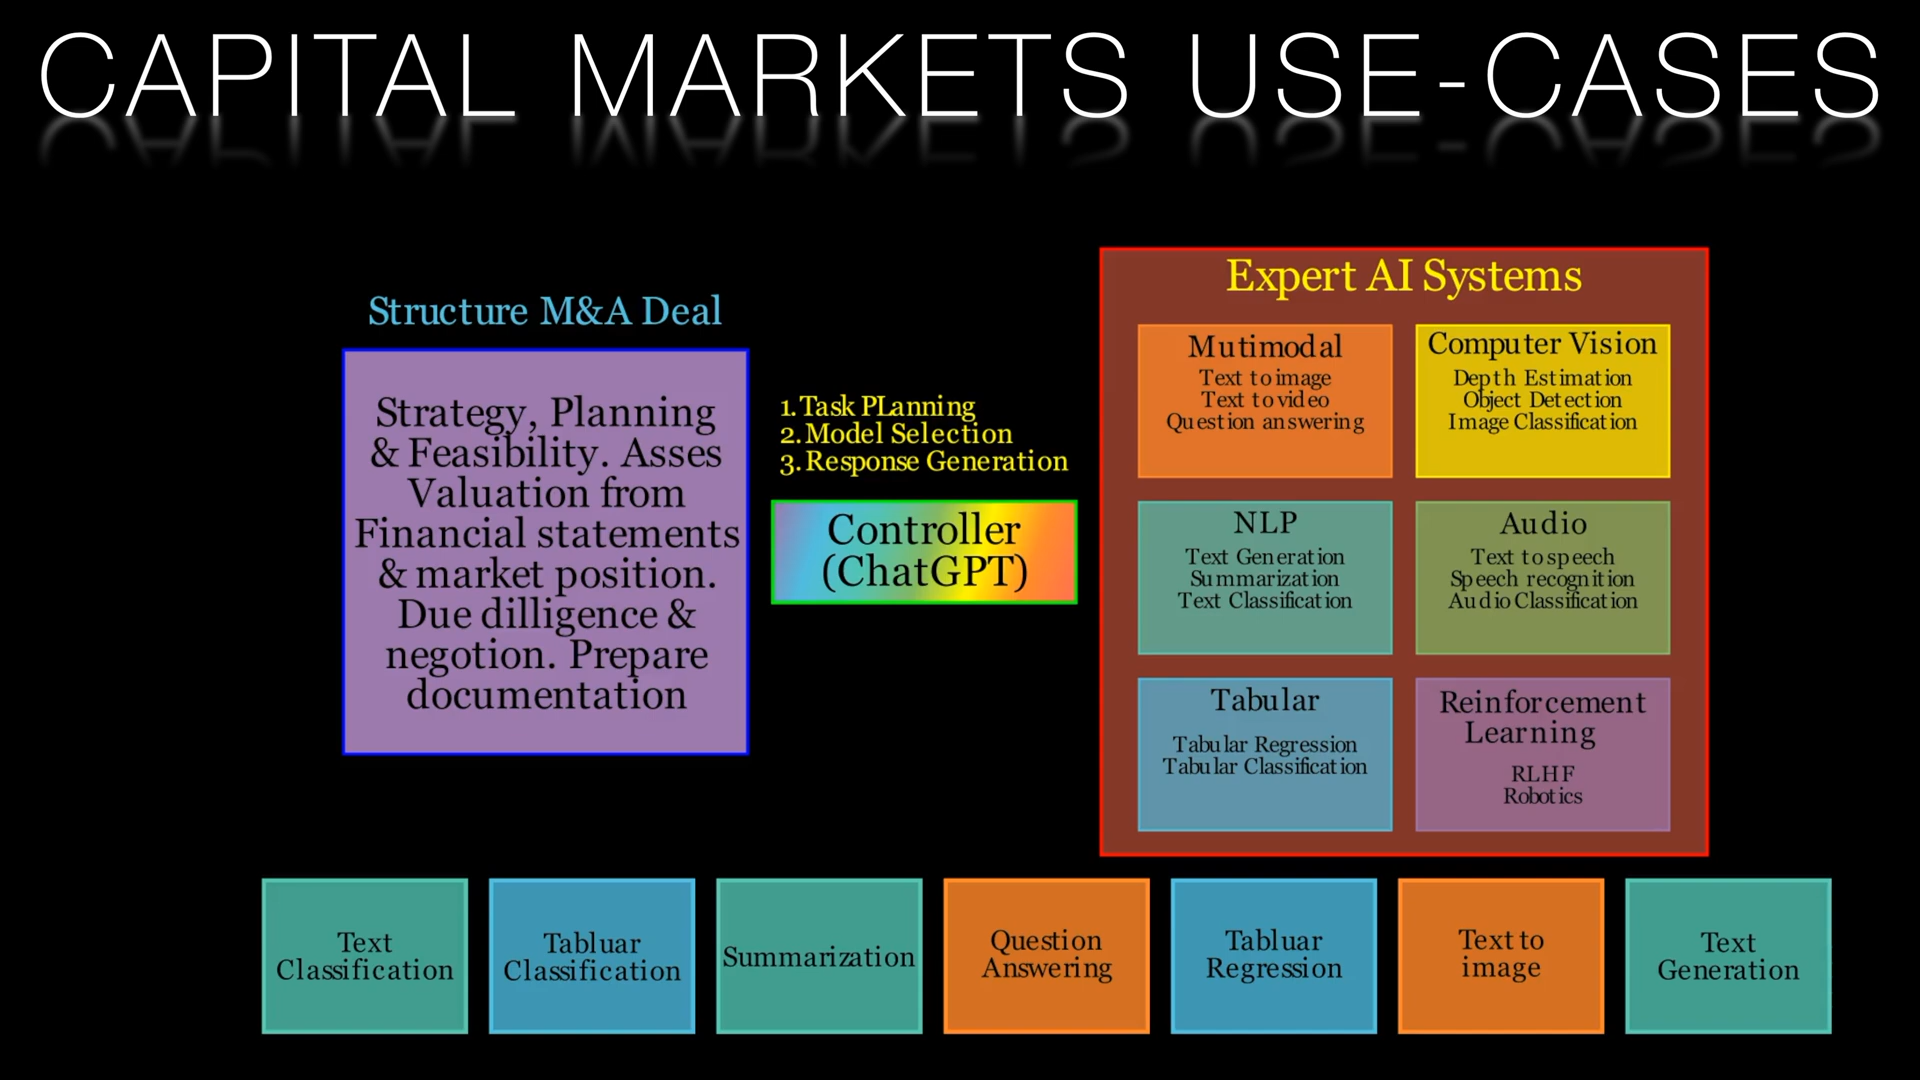 CAPITAL MARKETS USE-CASES
Structure M&A Deal
Strategy, Planning
& Feasibility. Asses
Valuation from
Financial statements
& market position.
Due dilligence &
negotion. Prepare
documentation
1. Task PLanning
2. Model Selection
3. Response Generation
Controller
(ChatGPT)
Expert AI Systems
Mutimodal
Text to image
Text to video
Question answering
Computer Vision
Depth Estimation
Object Detection
Image Classification
NLP
Text Generation
Summarization
Text Classification
Audio
Text to speech
Speech recognition
Audio Classification
Tabular
Tabular Regression
Tabular Classification
Reinforcement
Learning
RLHF
Robotics
Text
Classification
Tabluar
Classification
Summarization
Question
Answering
Tabluar
Regression
Text to
image
Text
Generation